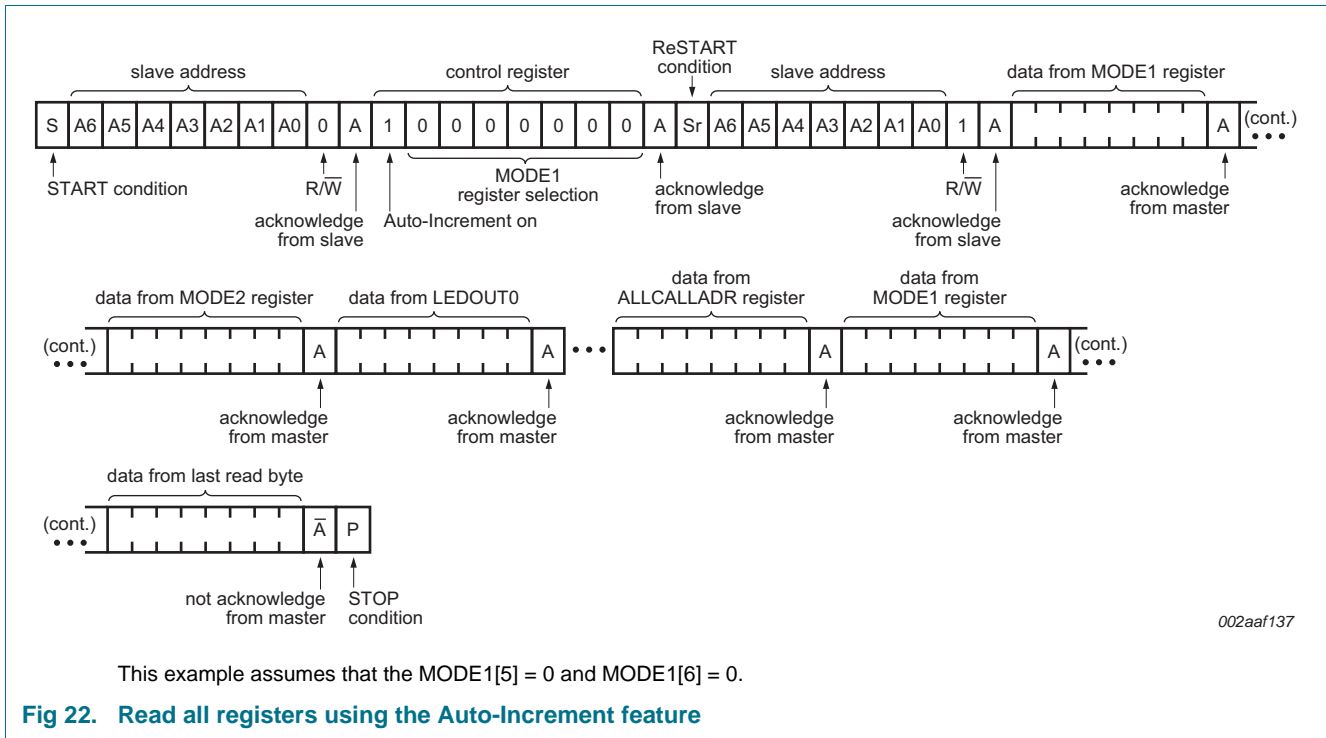 ReSTART
condition
slave address control register slave address data from MODE1 register
S A6 A5 A4 A3 A2 A1 A0 0 A 1 0 0 0 0 0 0 0 A Sr A6 A5 A4 A3 A2 A1 A0 1 A A (cont.)
START condition R/W̅ MODE1
register selection
acknowledge
from slave
R/W̅ acknowledge
from master
acknowledge
from slave
Auto-Increment on
acknowledge
from slave
data from MODE2 register data from LEDOUT0 data from
ALLCALLADR register
data from
MODE1 register
(cont.) A A A A (cont.)
acknowledge
from master
acknowledge
from master
acknowledge
from master
acknowledge
from master
data from last read byte
(cont.) A̅ P
not acknowledge
from master
STOP
condition
002aaf137
This example assumes that the MODE1[5] = 0 and MODE1[6] = 0.
Fig 22. Read all registers using the Auto-Increment feature